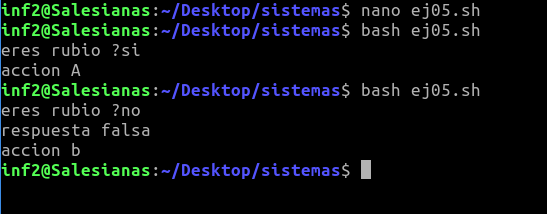 inf2@Salesianas:~/Desktop/sistemas$ nano ej05.sh
inf2@Salesianas:~/Desktop/sistemas$ bash ej05.sh
eres rubio ?si
accion A
inf2@Salesianas:~/Desktop/sistemas$ bash ej05.sh
eres rubio ?no
respuesta falsa
accion b
inf2@Salesianas:~/Desktop/sistemas$